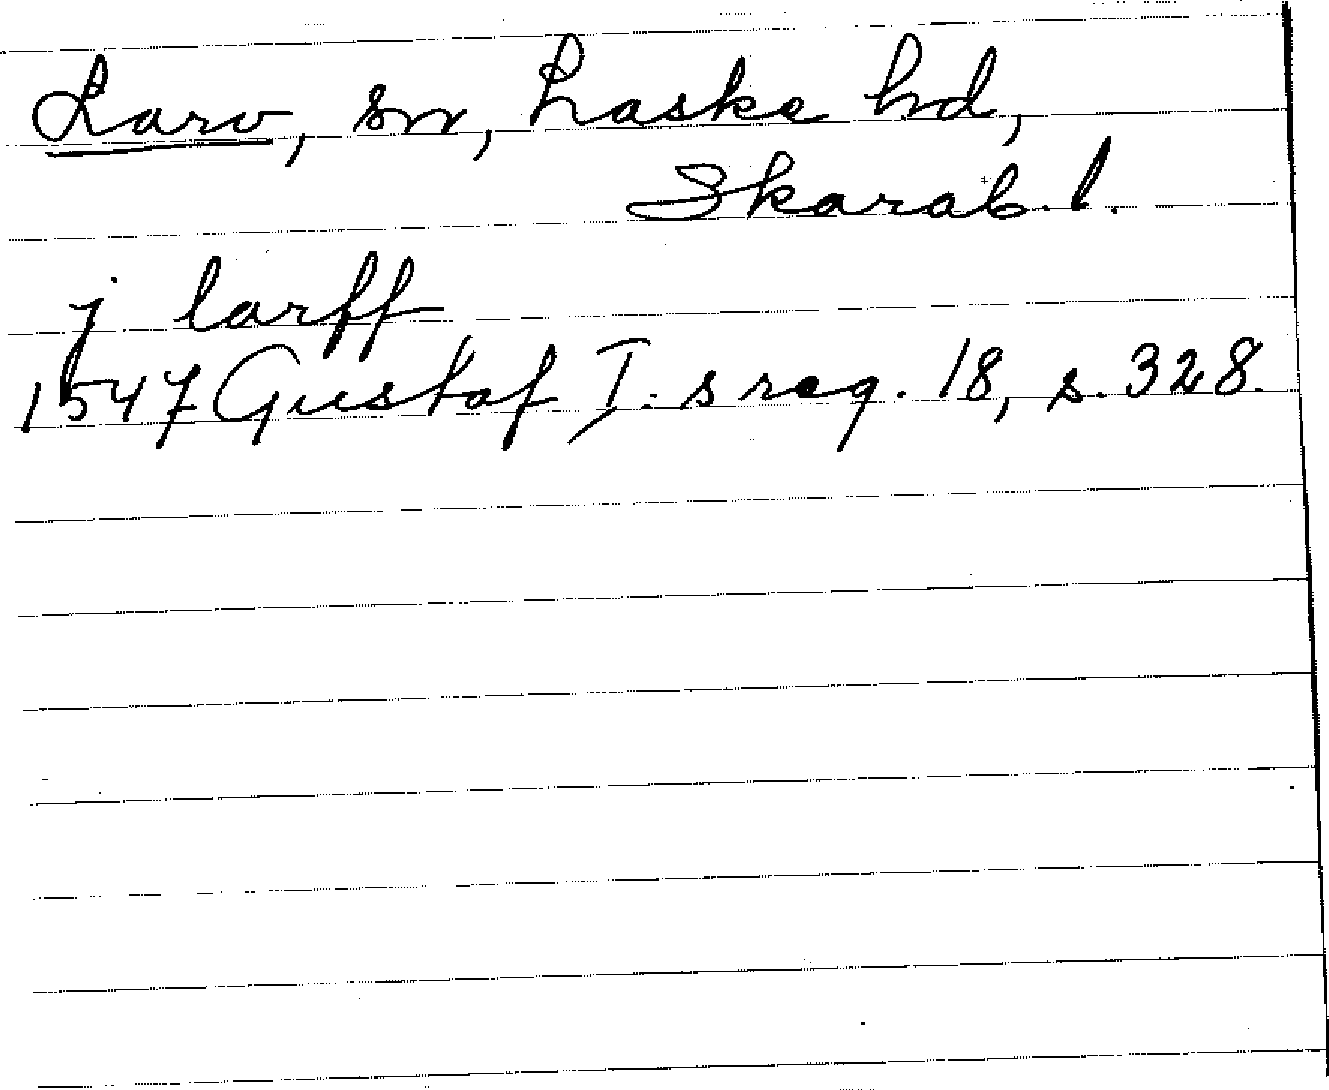 Larv, sn, Laske hd,
Skarab. l.
j larff
1547 Gustaf I. s reg. 18, s. 328.